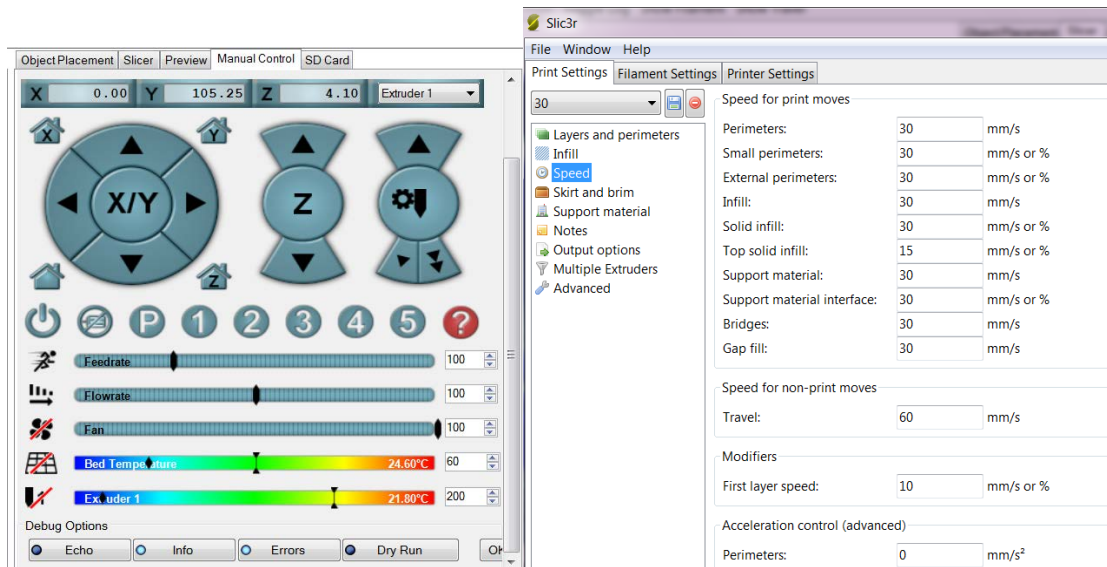 Object Placement Slicer Preview Manual Control SD Card
X 0.00 Y 105.25 Z 4.10 Extruder 1
X Y
X/Y Z
Z
P 1 2 3 4 5 ?
Feedrate 100
Flowrate 100
Fan 100
Bed Temperature 24.60°C 60
1 Extruder 1 21.80°C 200
Debug Options
Echo Info Errors Dry Run OK
Slic3r
File Window Help
Print Settings Filament Settings Printer Settings
30
Layers and perimeters
Infill
Speed
Skirt and brim
Support material
Notes
Output options
Multiple Extruders
Advanced
Speed for print moves
Perimeters: 30 mm/s
Small perimeters: 30 mm/s or %
External perimeters: 30 mm/s or %
Infill: 30 mm/s
Solid infill: 30 mm/s or %
Top solid infill: 15 mm/s or %
Support material: 30 mm/s
Support material interface: 30 mm/s or %
Bridges: 30 mm/s
Gap fill: 30 mm/s
Speed for non-print moves
Travel: 60 mm/s
Modifiers
First layer speed: 10 mm/s or %
Acceleration control (advanced)
Perimeters: 0 mm/s²